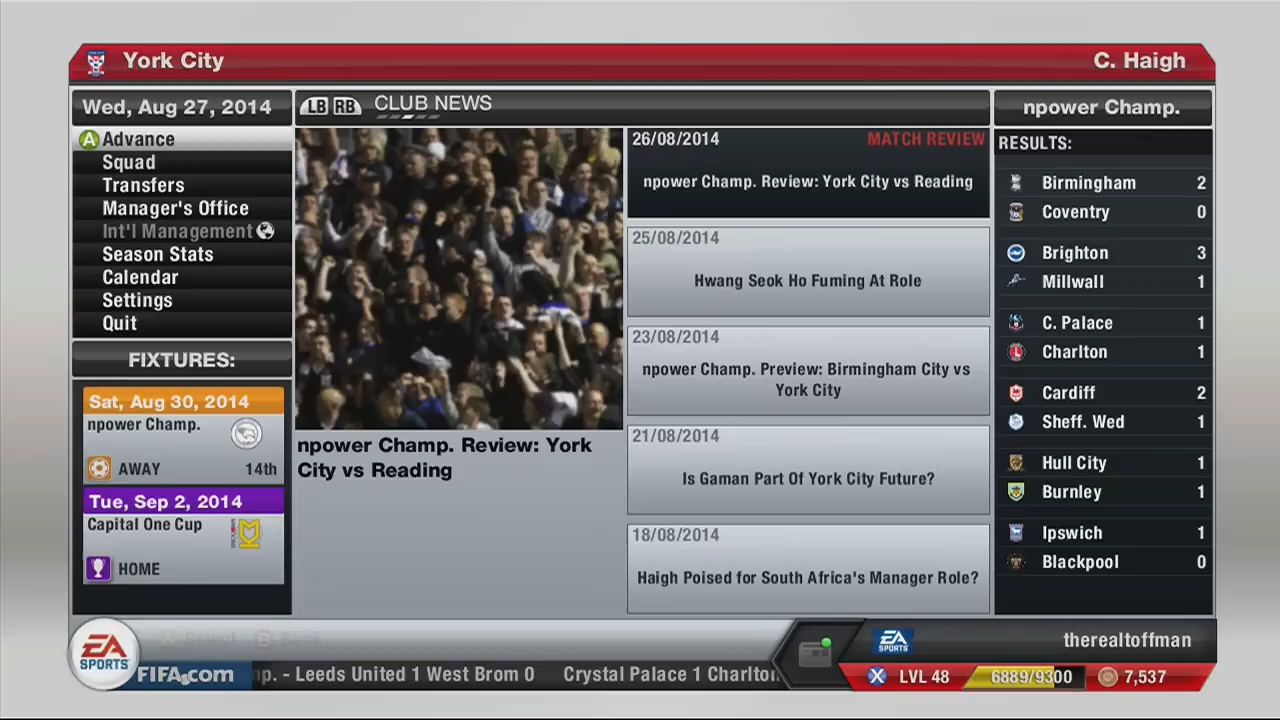 York City
C. Haigh
Wed, Aug 27, 2014
LB RB CLUB NEWS
npower Champ.
A Advance
Squad
Transfers
Manager's Office
Int'l Management
Season Stats
Calendar
Settings
Quit
FIXTURES:
Sat, Aug 30, 2014
npower Champ.
AWAY 14th
Tue, Sep 2, 2014
Capital One Cup
HOME
npower Champ. Review: York
City vs Reading
26/08/2014 MATCH REVIEW
npower Champ. Review: York City vs Reading
25/08/2014
Hwang Seok Ho Fuming At Role
23/08/2014
npower Champ. Preview: Birmingham City vs
York City
21/08/2014
Is Gaman Part Of York City Future?
18/08/2014
Haigh Poised for South Africa's Manager Role?
RESULTS:
Birmingham 2
Coventry 0
Brighton 3
Millwall 1
C. Palace 1
Charlton 1
Cardiff 2
Sheff. Wed 1
Hull City 1
Burnley 1
Ipswich 1
Blackpool 0
A Select B Back
EA
SPORTS
FIFA.com
mp. - Leeds United 1 West Brom 0 Crystal Palace 1 Charlton
EA
SPORTS
therealtoffman
X LVL 48 6889/9300 7,537